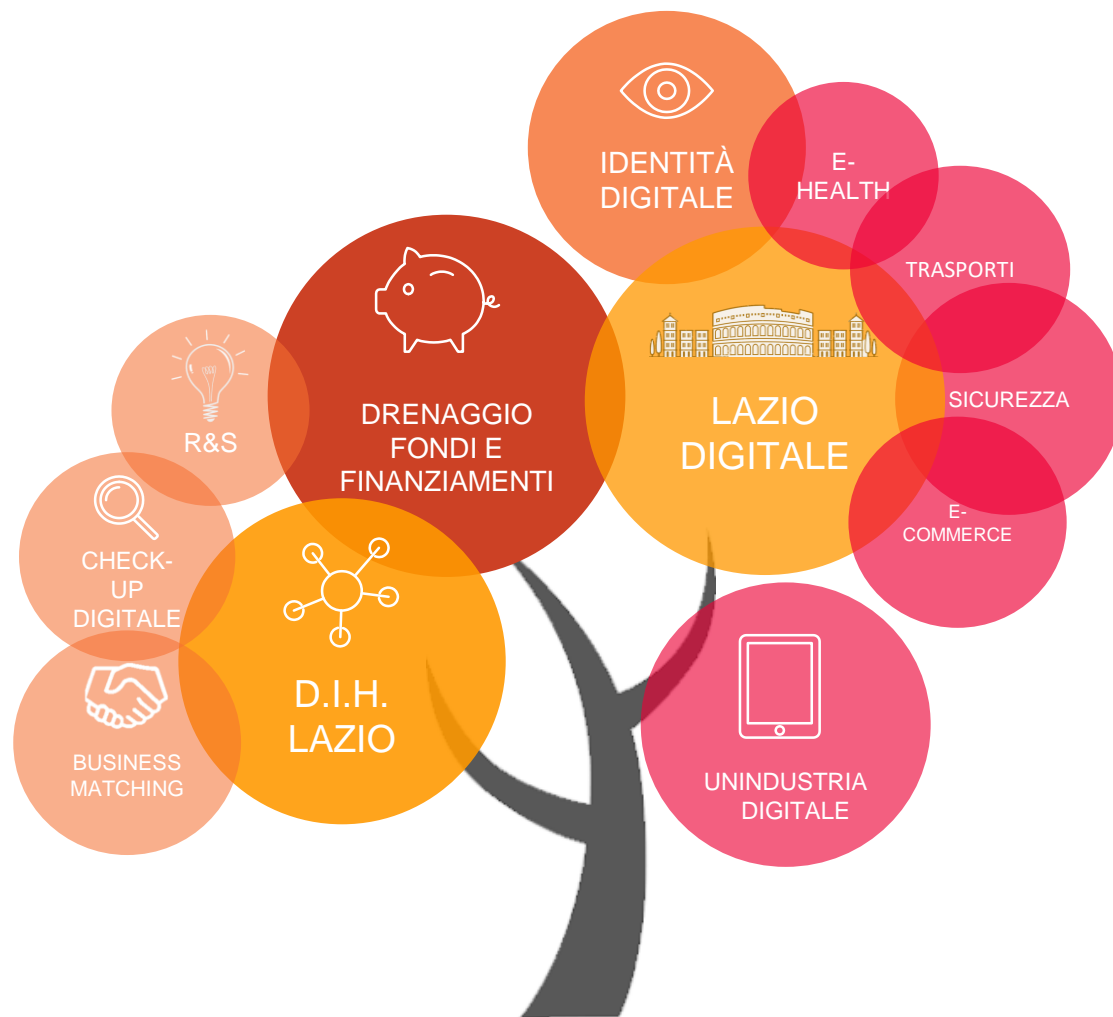 IDENTITÀ
DIGITALE
E-
HEALTH
TRASPORTI
SICUREZZA
E-
COMMERCE
LAZIO
DIGITALE
DRENAGGIO
FONDI E
FINANZIAMENTI
R&S
CHECK-
UP
DIGITALE
BUSINESS
MATCHING
D.I.H.
LAZIO
UNINDUSTRIA
DIGITALE